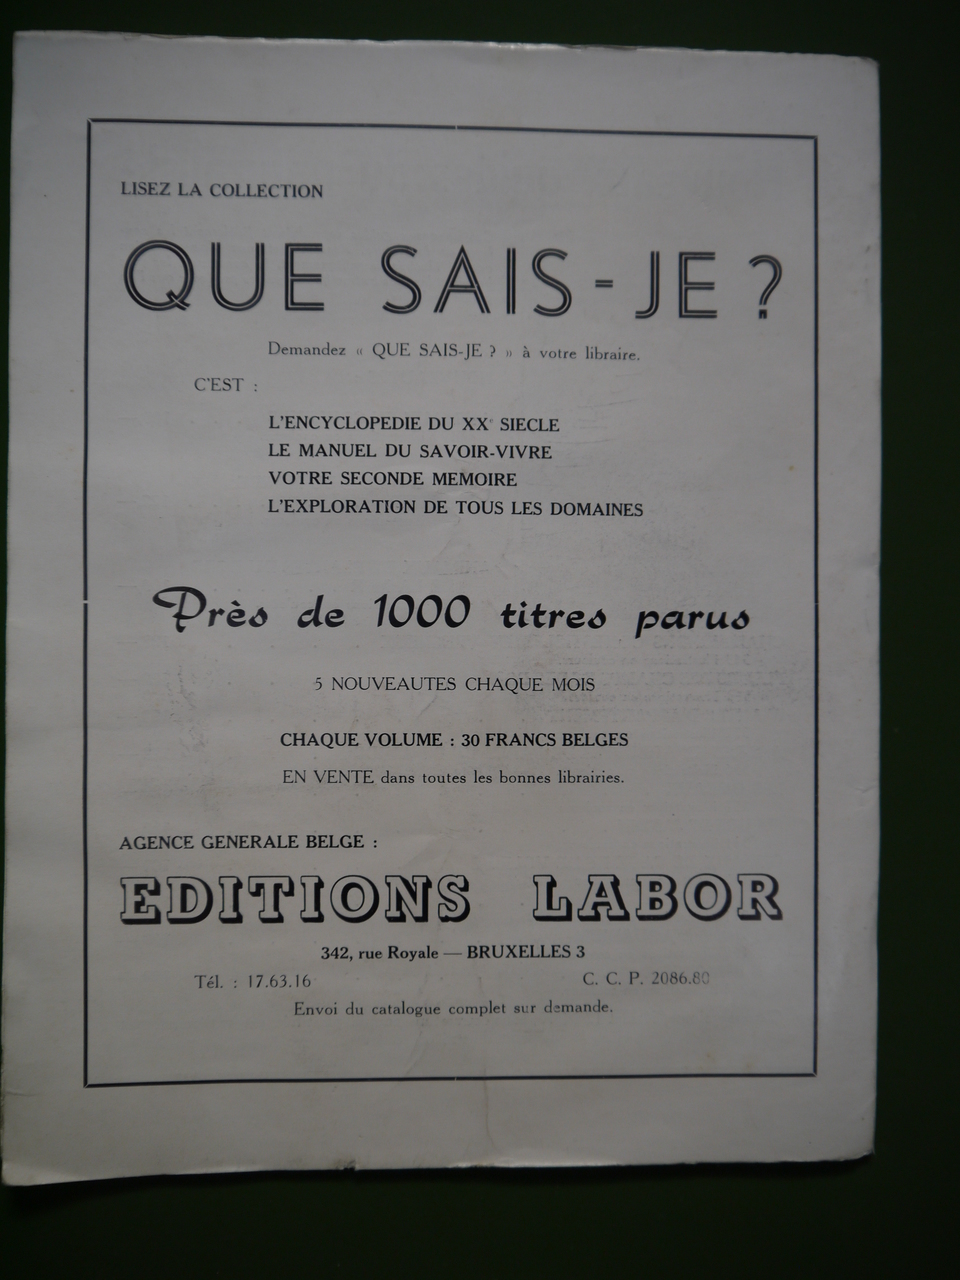 LISEZ LA COLLECTION
QUE SAIS-JE ?
Demandez « QUE SAIS-JE ? » à votre libraire.
C'EST :
L'ENCYCLOPEDIE DU XXe SIECLE
LE MANUEL DU SAVOIR-VIVRE
VOTRE SECONDE MEMOIRE
L'EXPLORATION DE TOUS LES DOMAINES
Près de 1000 titres parus
5 NOUVEAUTES CHAQUE MOIS
CHAQUE VOLUME : 30 FRANCS BELGES
EN VENTE dans toutes les bonnes librairies.
AGENCE GENERALE BELGE :
EDITIONS LABOR
342, rue Royale — BRUXELLES 3
Tél. : 17.63.16
C. C. P. 2086.80
Envoi du catalogue complet sur demande.